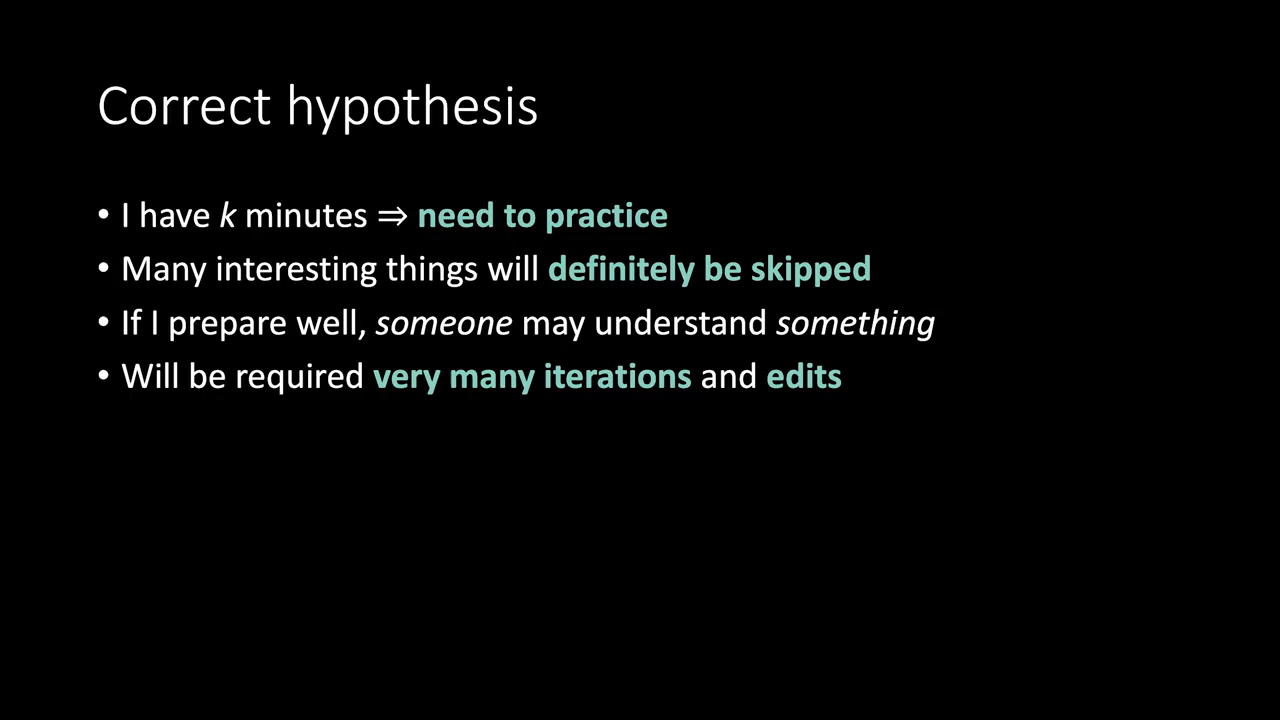 Correct hypothesis
• I have k minutes ⇒ need to practice
• Many interesting things will definitely be skipped
• If I prepare well, someone may understand something
• Will be required very many iterations and edits